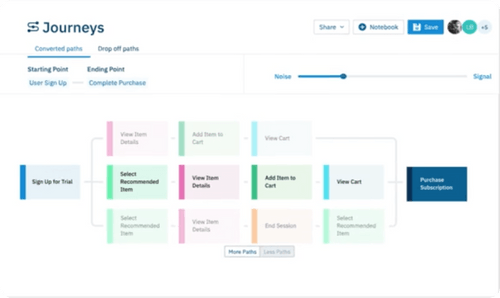 Journeys
Share
Notebook
Save
+5
Converted paths
Drop off paths
Starting Point
Ending Point
User Sign Up
Complete Purchase
Noise
Signal
View Item
Details
Add Item to
Cart
View Cart
Sign Up for Trial
Select
Recommended
Item
View Item
Details
Add Item to
Cart
View Cart
Purchase
Subscription
Select
Recommended
Item
View Item
Details
End Session
Select
Recommended
Item
More Paths
Less Paths